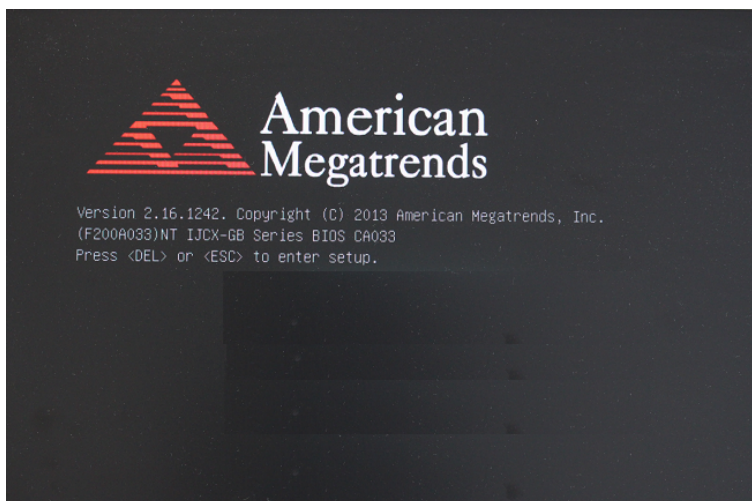 American
Megatrends
Version 2.16.1242. Copyright (C) 2013 American Megatrends, Inc.
(F200A033)NT IJCX-GB Series BIOS CA033
Press <DEL> or <ESC> to enter setup.